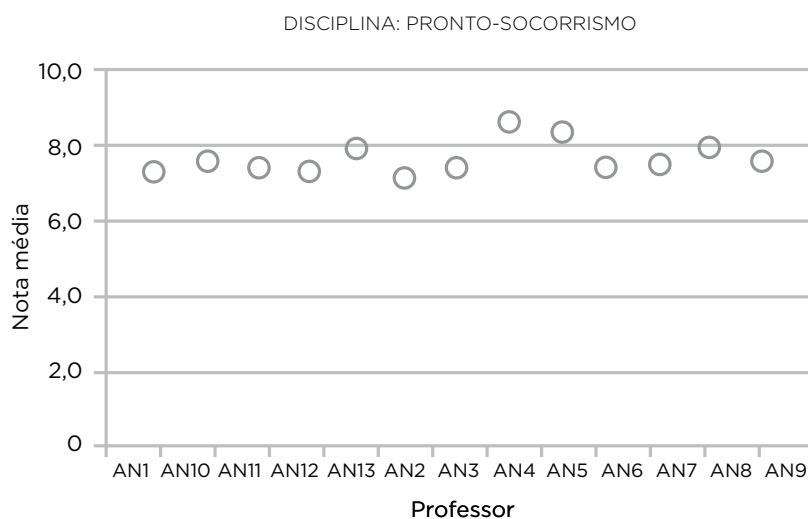 DISCIPLINA: PRONTO-SOCORRISMO
10,0
8,0
6,0
4,0
2,0
0
Nota média
AN1 AN10 AN11 AN12 AN13 AN2 AN3 AN4 AN5 AN6 AN7 AN8 AN9
Professor